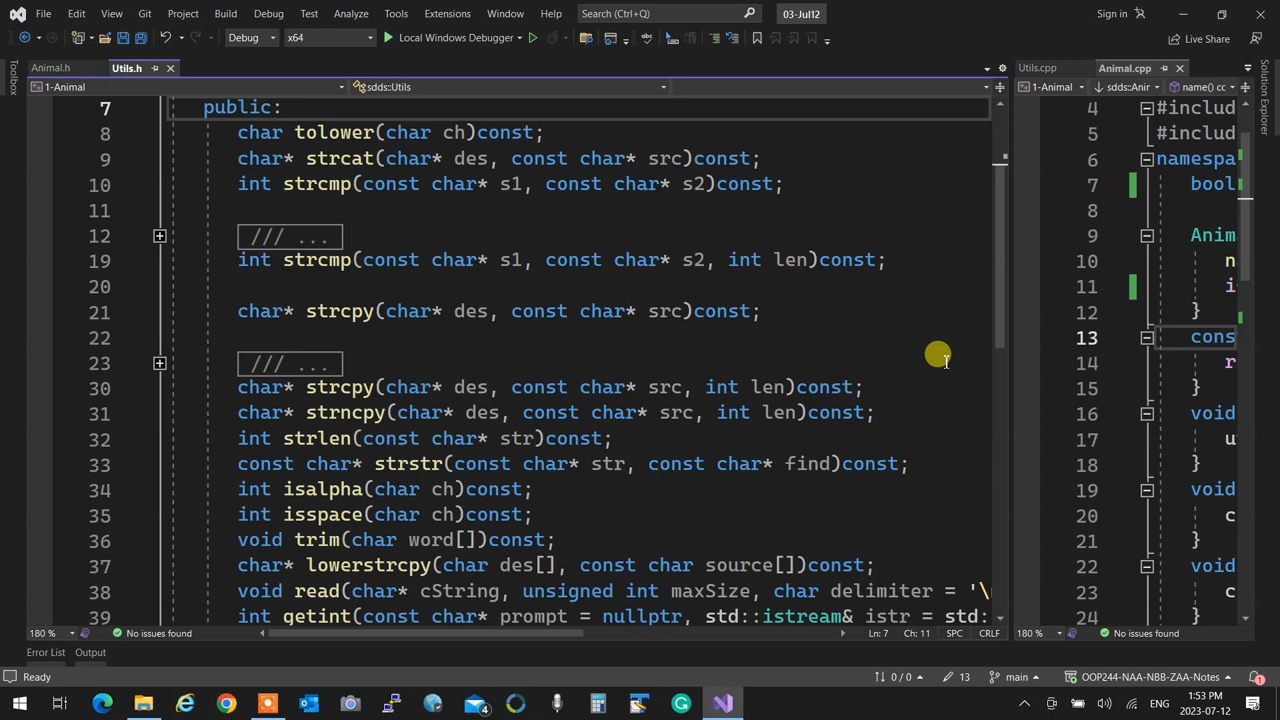 File Edit View Git Project Build Debug Test Analyze Tools Extensions Window Help Search (Ctrl+Q) 03-Jul12 Sign in
Debug x64 Local Windows Debugger Live Share
Toolbox
Animal.h Utils.h
1-Animal sdds::Utils
7 public:
8 char tolower(char ch)const;
9 char* strcat(char* des, const char* src)const;
10 int strcmp(const char* s1, const char* s2)const;
11
12 /// ...
19 int strcmp(const char* s1, const char* s2, int len)const;
20
21 char* strcpy(char* des, const char* src)const;
22
23 /// ...
30 char* strcpy(char* des, const char* src, int len)const;
31 char* strncpy(char* des, const char* src, int len)const;
32 int strlen(const char* str)const;
33 const char* strstr(const char* str, const char* find)const;
34 int isalpha(char ch)const;
35 int isspace(char ch)const;
36 void trim(char word[])const;
37 char* lowerstrcpy(char des[], const char source[])const;
38 void read(char* cString, unsigned int maxSize, char delimiter = '\
39 int getint(const char* prompt = nullptr, std::istream& istr = std:
180 % No issues found Ln: 7 Ch: 11 SPC CRLF
Utils.cpp Animal.cpp
1-Animal sdds::Anir name() cc
4 #includ
5 #includ
6 namespa
7 bool
8
9 Anim
10 n
11 i
12 }
13 cons
14 r
15 }
16 void
17 u
18 }
19 void
20 c
21 }
22 void
23 c
24 }
180 % No issues found
Solution Explorer
Error List Output
Ready 0 / 0 13 main OOP244-NAA-NBB-ZAA-Notes 1
4 ENG 1:53 PM
2023-07-12